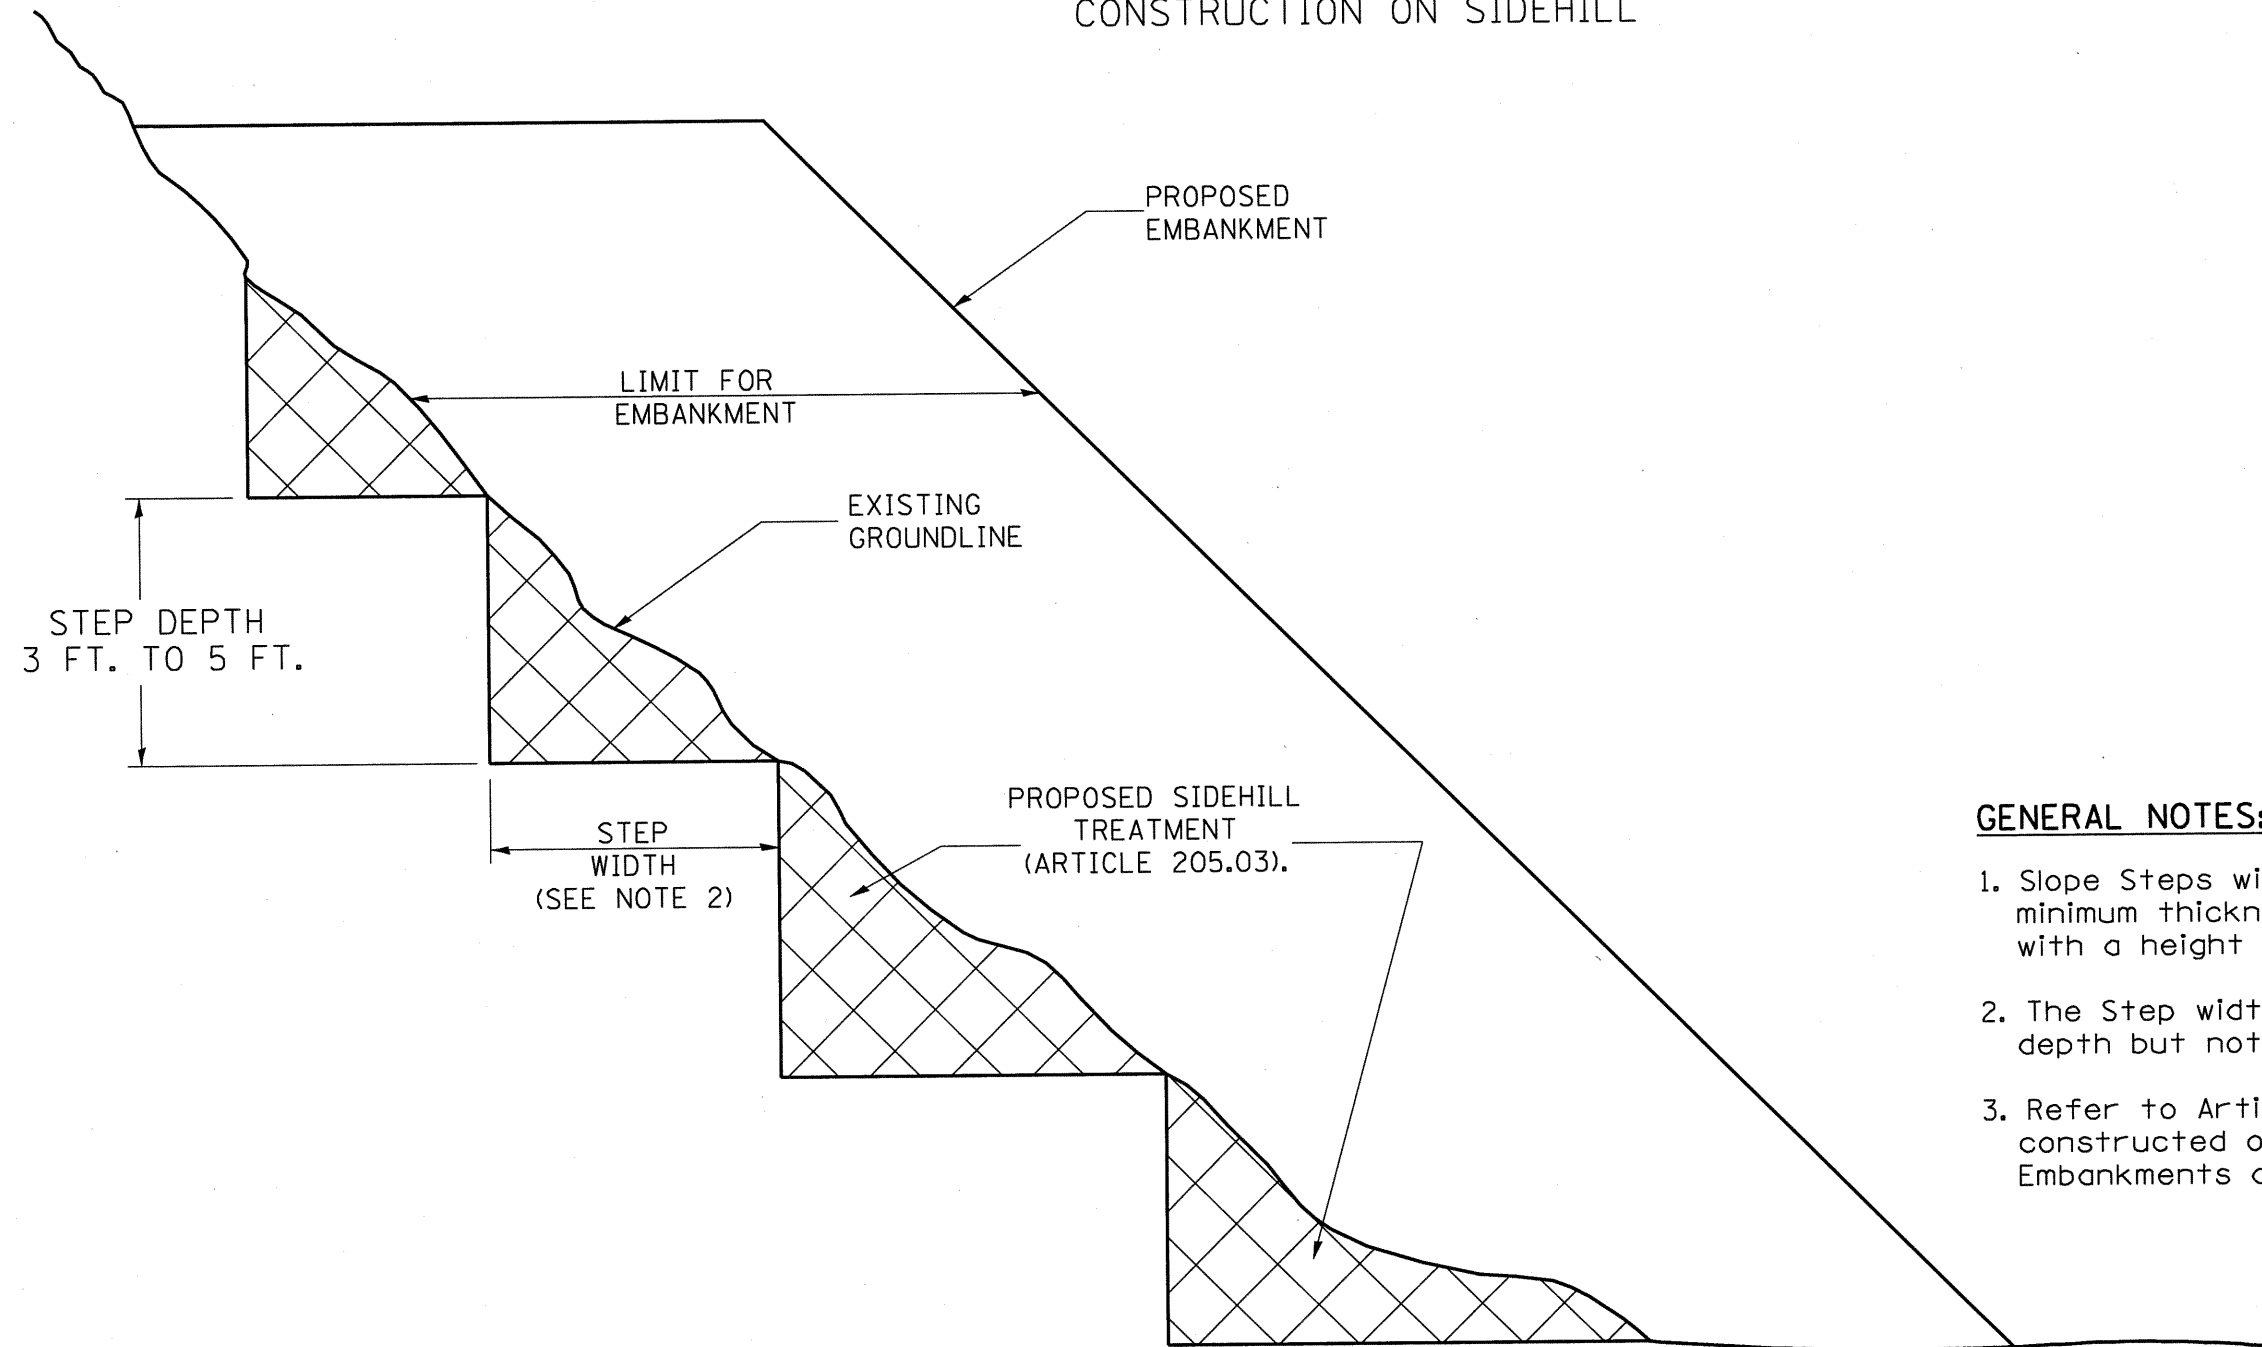 CONSTRUCTION ON SIDEHILL
PROPOSED
EMBANKMENT
LIMIT FOR
EMBANKMENT
EXISTING
GROUNDLINE
STEP DEPTH
3 FT. TO 5 FT.
STEP
WIDTH
(SEE NOTE 2)
PROPOSED SIDEHILL
TREATMENT
(ARTICLE 205.03).
GENERAL NOTES:
1. Slope Steps
minimum
with a height
2. The Step
depth but not
3. Refer to
constructed
Embankments